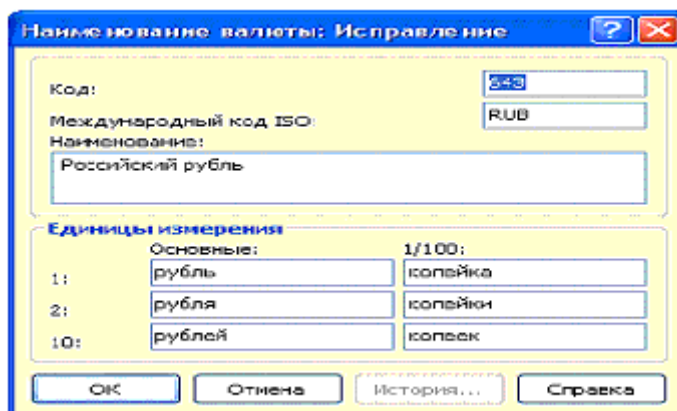 Наименование валюты: Исправление
Код: 643
Международный код ISO: RUB
Наименование:
Российский рубль
Единицы измерения
Основные: 1/100:
1: рубль копейка
2: рубля копейки
10: рублей копеек
ОК Отмена История... Справка